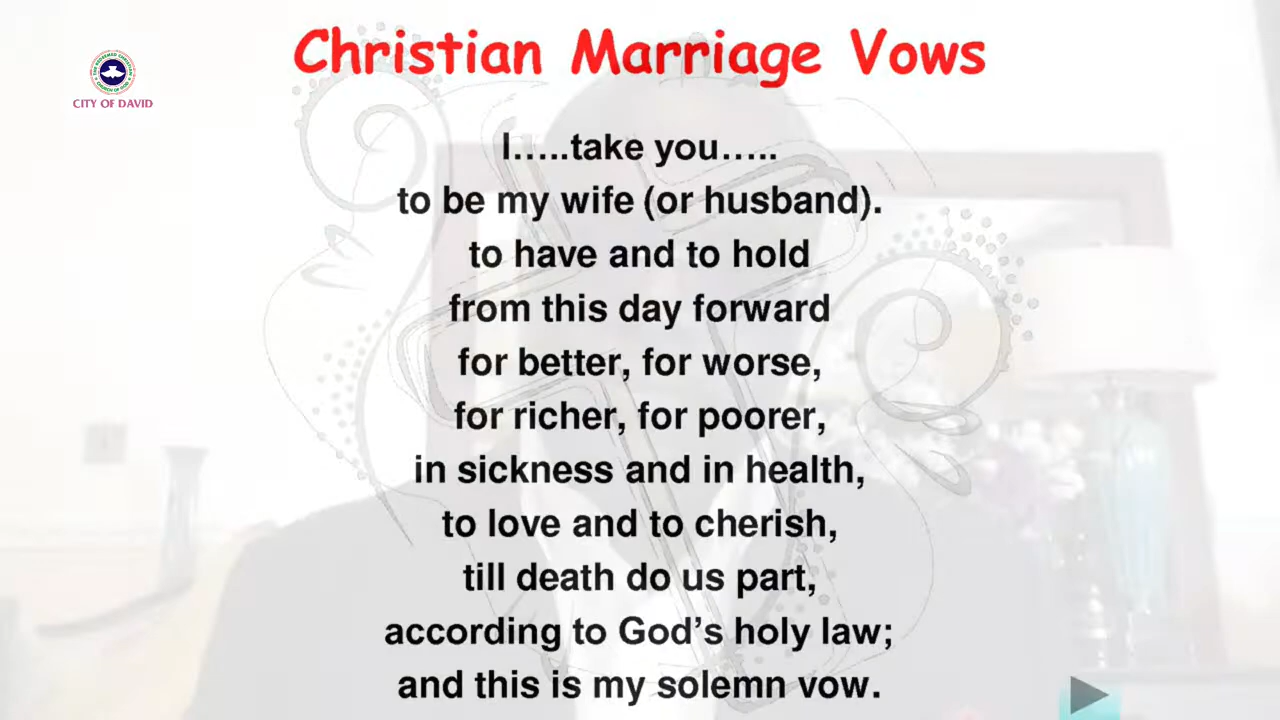 Christian Marriage Vows
CITY OF DAVID
I.....take you.....
to be my wife (or husband).
to have and to hold
from this day forward
for better, for worse,
for richer, for poorer,
in sickness and in health,
to love and to cherish,
till death do us part,
according to God’s holy law;
and this is my solemn vow.